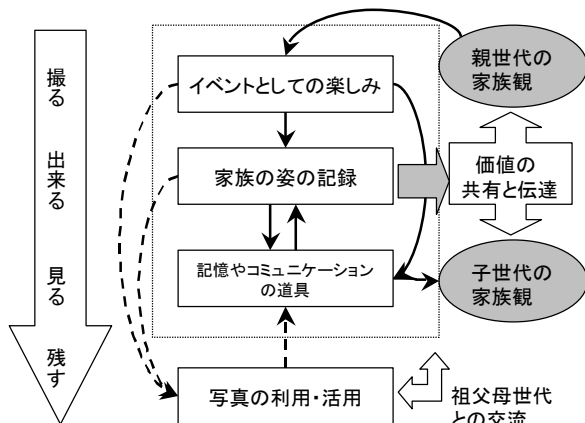 撮る
出来る
見る
残す
イベントとしての楽しみ
家族の姿の記録
記憶やコミュニケーション
の道具
写真の利用・活用
親世代の
家族観
価値の
共有と伝達
子世代の
家族観
祖父母世代
との交流